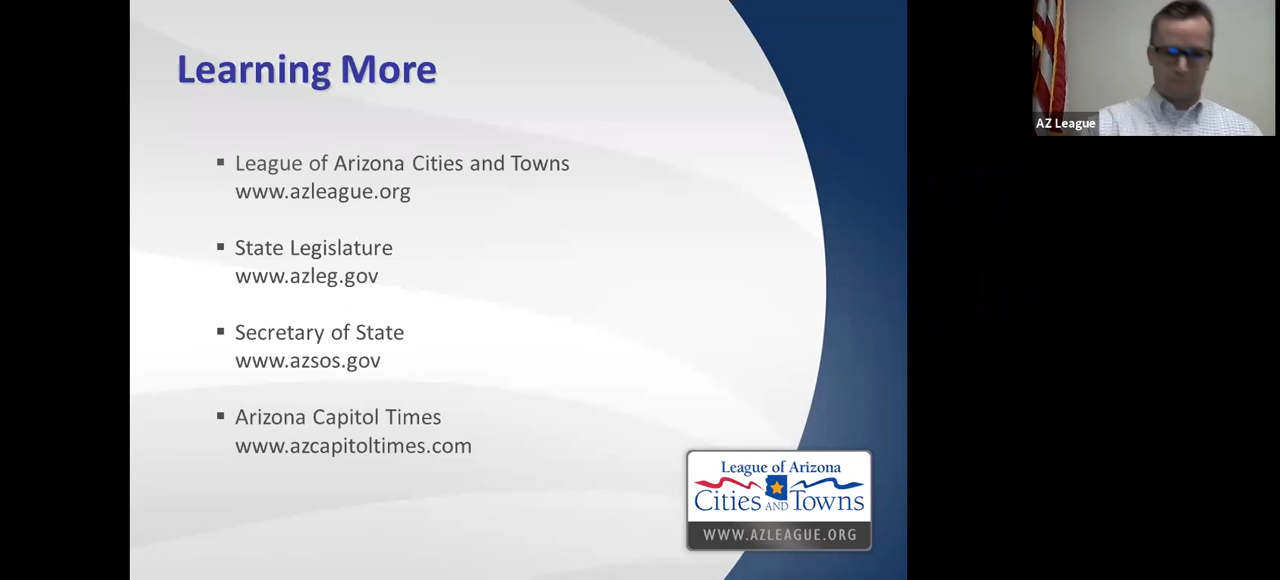 Learning More
AZ League
▪ League of Arizona Cities and Towns
www.azleague.org
▪ State Legislature
www.azleg.gov
▪ Secretary of State
www.azsos.gov
▪ Arizona Capitol Times
www.azcapitoltimes.com
League of Arizona
Cities AND Towns
WWW.AZLEAGUE.ORG